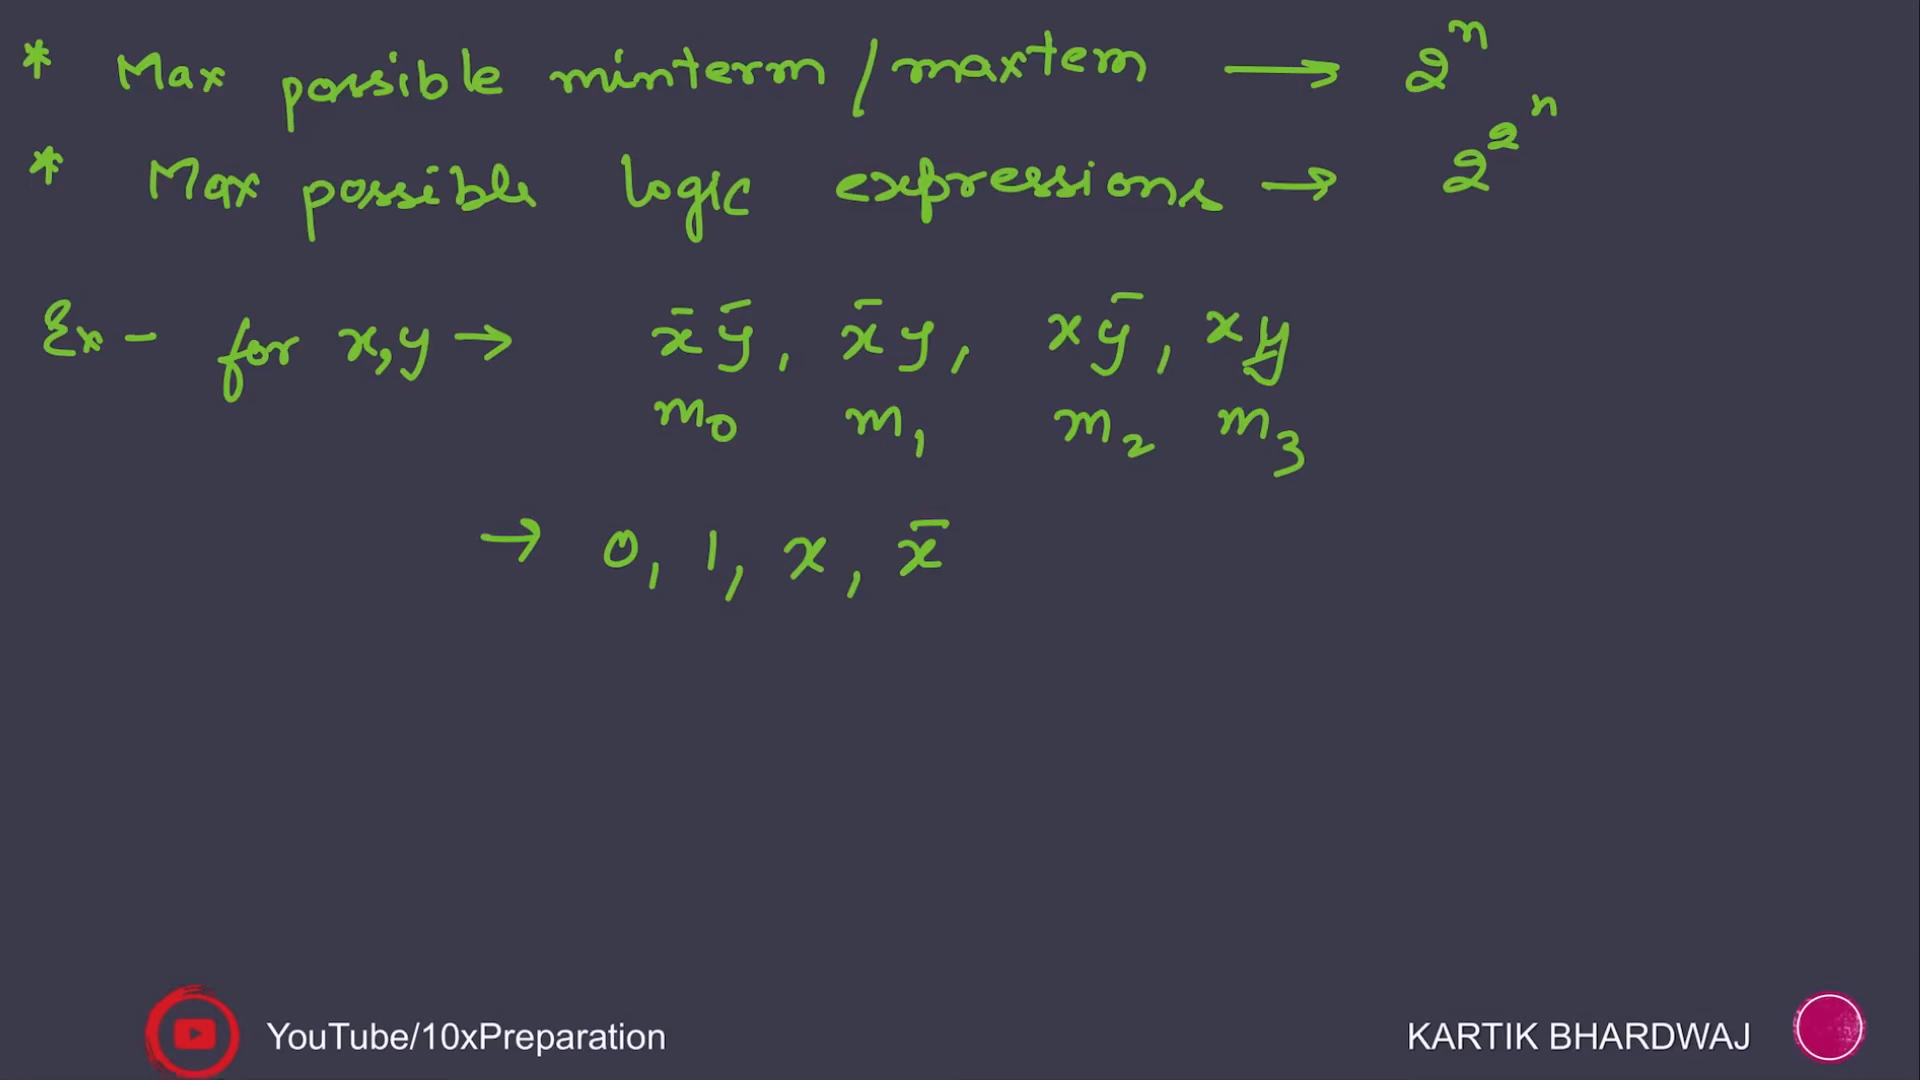 * Max possible minterm/maxtem → 2^n
* Max possible logic expressions → 2^2^n
Ex - for x,y → x̄ȳ, x̄y, xȳ, xy
m₀ m₁ m₂ m₃
→ 0, 1, x, x̄
YouTube/10xPreparation KARTIK BHARDWAJ